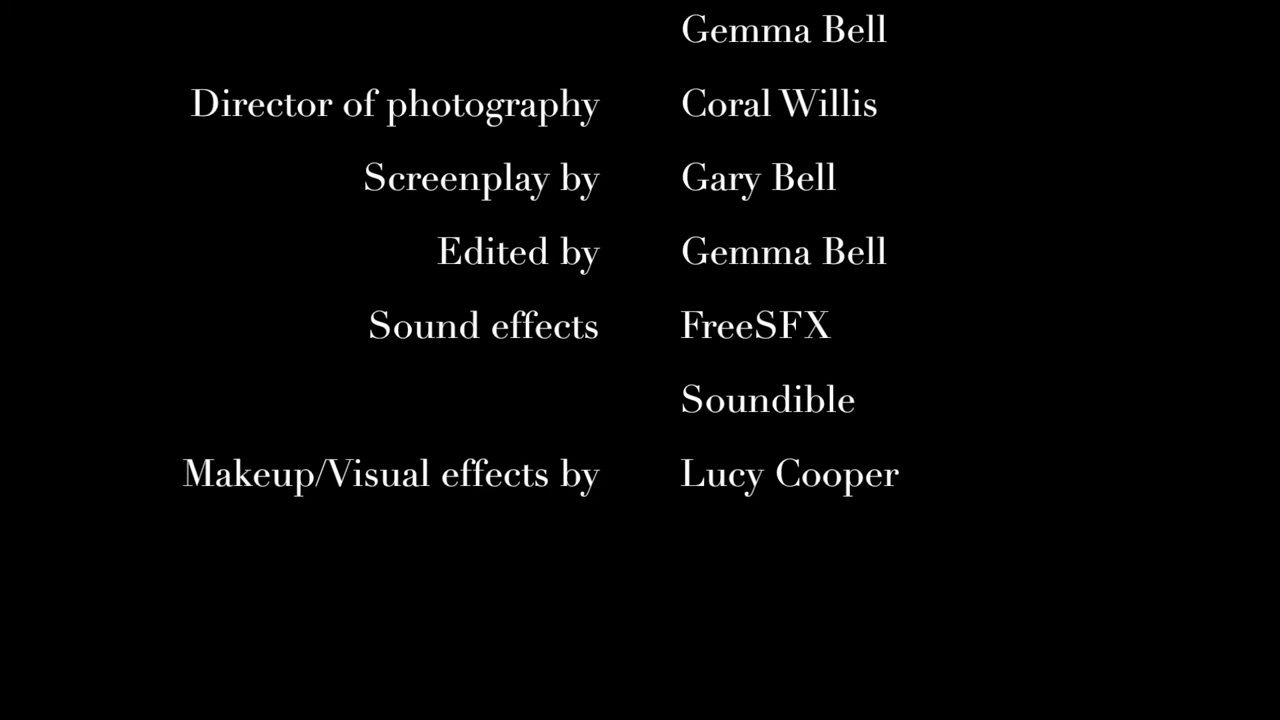 Gemma Bell
Director of photography Coral Willis
Screenplay by Gary Bell
Edited by Gemma Bell
Sound effects FreeSFX
Soundible
Makeup/Visual effects by Lucy Cooper